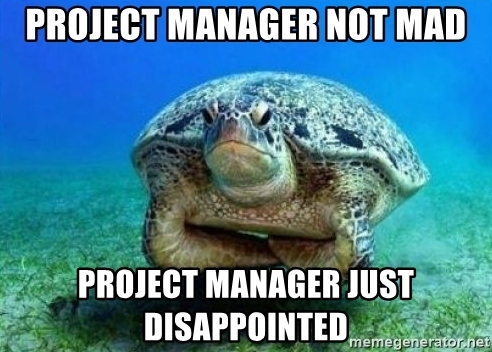 PROJECT MANAGER NOT MAD
PROJECT MANAGER JUST
DISAPPOINTED
memegenerator.net